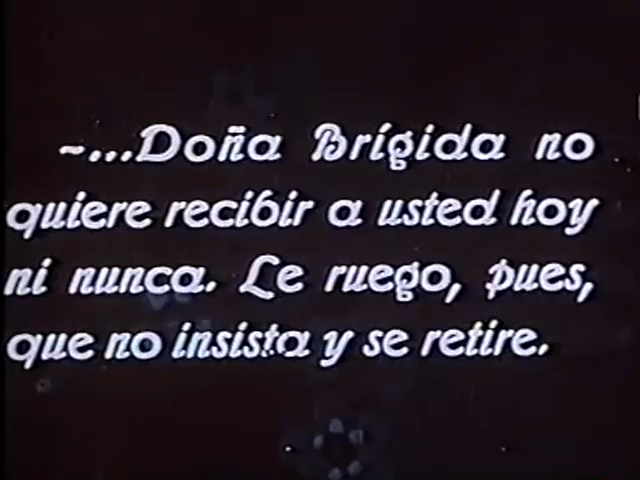 ~...Doña Brígida no
quiere recibir a usted hoy
ni nunca. Le ruego, pues,
que no insista y se retire.